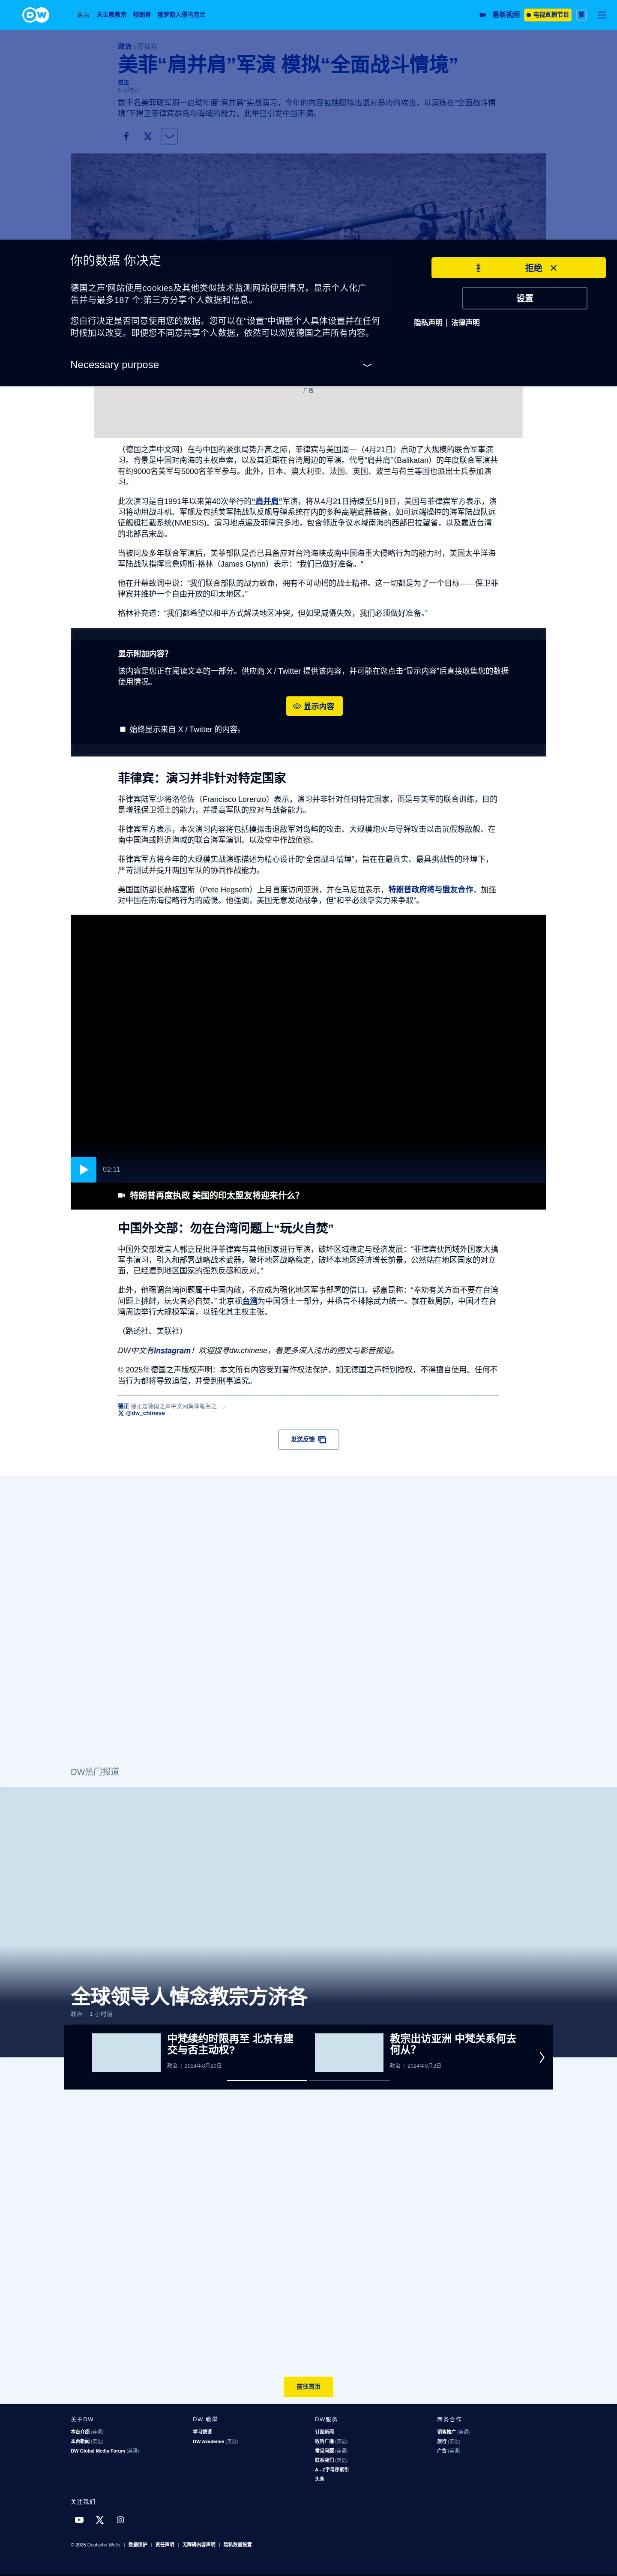 DW
焦点 天主教教宗 特朗普 俄罗斯入侵乌克兰
最新视频 电视直播节目 繁
政治 | 菲律宾
美菲“肩并肩”军演 模拟“全面战斗情境”
德正
5 小时前
数千名美菲联军周一启动年度“肩并肩”实战演习，今年的内容包括模拟击退对岛屿的攻击，以演练在“全面战斗情
境”下捍卫菲律宾群岛与海域的能力，此举已引发中国不满。
你的数据 你决定
德国之声'网站使用cookies及其他类似技术监测网站使用情况，显示个人化广
告并与最多187 个;第三方分享个人数据和信息。
您自行决定是否同意使用您的数据。您可以在“设置”中调整个人具体设置并在任何
时候加以改变。即便您不同意共享个人数据，依然可以浏览德国之声所有内容。
Necessary purpose
拒绝
设置
隐私声明 | 法律声明
广告
（德国之声中文网）在与中国的紧张局势升高之际，菲律宾与美国周一（4月21日）启动了大规模的联合军事演
习。背景是中国对南海的主权声索，以及其近期在台湾周边的军演。代号“肩并肩”（Balikatan）的年度联合军演共
有约9000名美军与5000名菲军参与。此外，日本、澳大利亚、法国、英国、波兰与荷兰等国也派出士兵参加演
习。
此次演习是自1991年以来第40次举行的“肩并肩”军演，将从4月21日持续至5月9日，美国与菲律宾军方表示，演
习将动用战斗机、军舰及包括美军陆战队反舰导弹系统在内的多种高端武器装备，如可远端操控的海军陆战队远
征舰艇拦截系统(NMESIS)。演习地点遍及菲律宾多地，包含邻近争议水域南海的西部巴拉望省，以及靠近台湾
的北部吕宋岛。
当被问及多年联合军演后，美菲部队是否已具备应对台湾海峡或南中国海重大侵略行为的能力时，美国太平洋海
军陆战队指挥官詹姆斯·格林（James Glynn）表示：“我们已做好准备。”
他在开幕致词中说：“我们联合部队的战力致命，拥有不可动摇的战士精神。这一切都是为了一个目标——保卫菲
律宾并维护一个自由开放的印太地区。”
格林补充道：“我们都希望以和平方式解决地区冲突，但如果威慑失效，我们必须做好准备。”
显示附加内容？
该内容是您正在阅读文本的一部分。供应商 X / Twitter 提供该内容，并可能在您点击“显示内容”后直接收集您的数据
使用情况。
显示内容
始终显示来自 X / Twitter 的内容。
菲律宾：演习并非针对特定国家
菲律宾陆军少将洛伦佐（Francisco Lorenzo）表示，演习并非针对任何特定国家，而是与美军的联合训练，目的
是增强保卫领土的能力，并提高军队的应对与战备能力。
菲律宾军方表示，本次演习内容将包括模拟击退敌军对岛屿的攻击、大规模炮火与导弹攻击以击沉假想敌舰、在
南中国海或附近海域的联合海军演训、以及空中作战侦察。
菲律宾军方将今年的大规模实战演练描述为精心设计的“全面战斗情境”，旨在在最真实、最具挑战性的环境下，
严苛测试并提升两国军队的协同作战能力。
美国国防部长赫格塞斯（Pete Hegseth）上月首度访问亚洲，并在马尼拉表示，特朗普政府将与盟友合作，加强
对中国在南海侵略行为的威慑。他强调，美国无意发动战争，但“和平必须靠实力来争取”。
02:11
特朗普再度执政 美国的印太盟友将迎来什么？
中国外交部：勿在台湾问题上“玩火自焚”
中国外交部发言人郭嘉昆批评菲律宾与其他国家进行军演，破坏区域稳定与经济发展：“菲律宾伙同域外国家大搞
军事演习，引入和部署战略战术武器，破坏地区战略稳定，破坏本地区经济增长前景，公然站在地区国家的对立
面，已经遭到地区国家的强烈反感和反对。”
此外，他强调台湾问题属于中国内政，不应成为强化地区军事部署的借口。郭嘉昆称：“奉劝有关方面不要在台湾
问题上挑衅，玩火者必自焚。” 北京视台湾为中国领土一部分，并扬言不排除武力统一。就在数周前，中国才在台
湾周边举行大规模军演，以强化其主权主张。
（路透社、美联社）
DW中文有Instagram！欢迎搜寻dw.chinese，看更多深入浅出的图文与影音报道。
© 2025年德国之声版权声明：本文所有内容受到著作权法保护，如无德国之声特别授权，不得擅自使用。任何不
当行为都将导致追偿，并受到刑事追究。
德正 德正是德国之声中文网集体笔名之一。
@dw_chinese
发送反馈
DW热门报道
全球领导人悼念教宗方济各
政治 | 1 小时前
中梵续约时限再至 北京有建
交与否主动权?
政治 | 2024年9月20日
教宗出访亚洲 中梵关系何去
何从？
政治 | 2024年9月2日
前往首页
关于DW
本台介绍 (英语)
本台新闻 (英语)
DW Global Media Forum (英语)
DW 教學
学习德语
DW Akademie (英语)
DW服务
订阅新闻
收听广播 (英语)
常见问题 (英语)
联系我们 (英语)
A - Z字母序索引
头条
商务合作
销售推广 (英语)
旅行 (英语)
广告 (英语)
关注我们
© 2025 Deutsche Welle | 数据保护 | 责任声明 | 无障碍内容声明 | 隐私数据设置